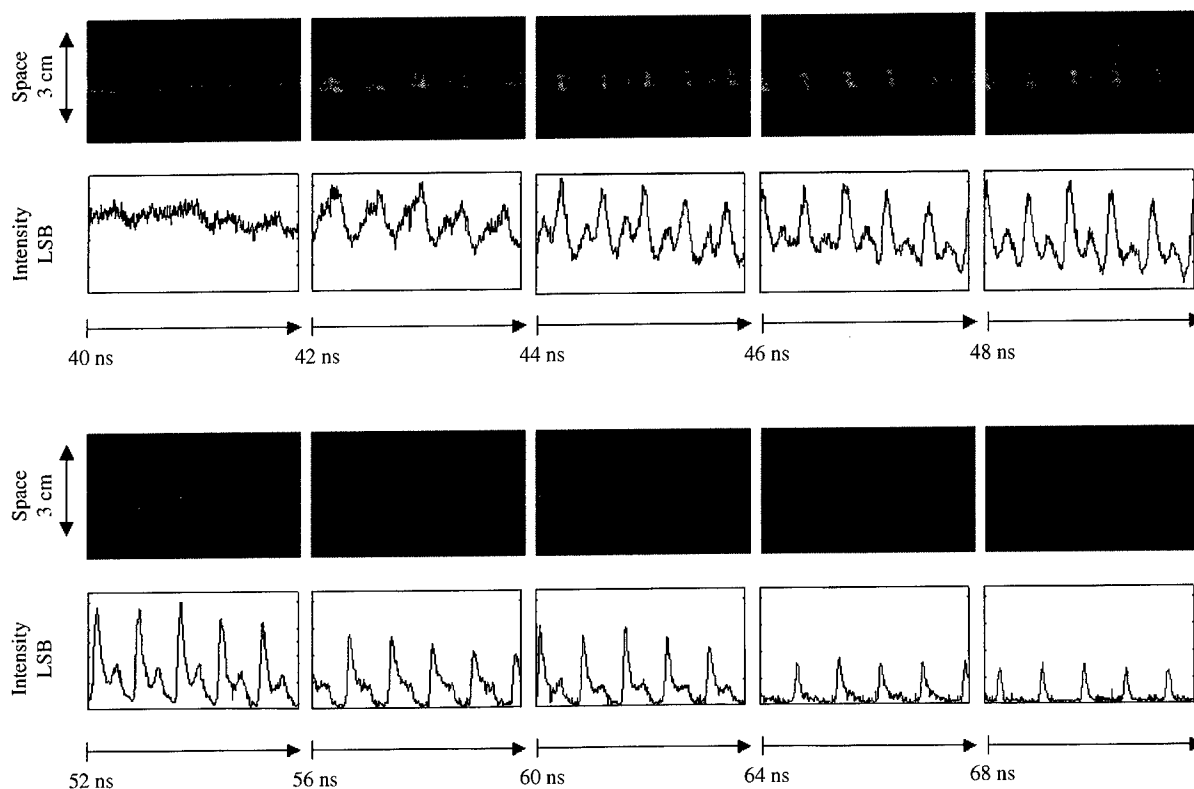 Space
3 cm
Intensity
LSB
40 ns
42 ns
44 ns
46 ns
48 ns
Space
3 cm
Intensity
LSB
52 ns
56 ns
60 ns
64 ns
68 ns